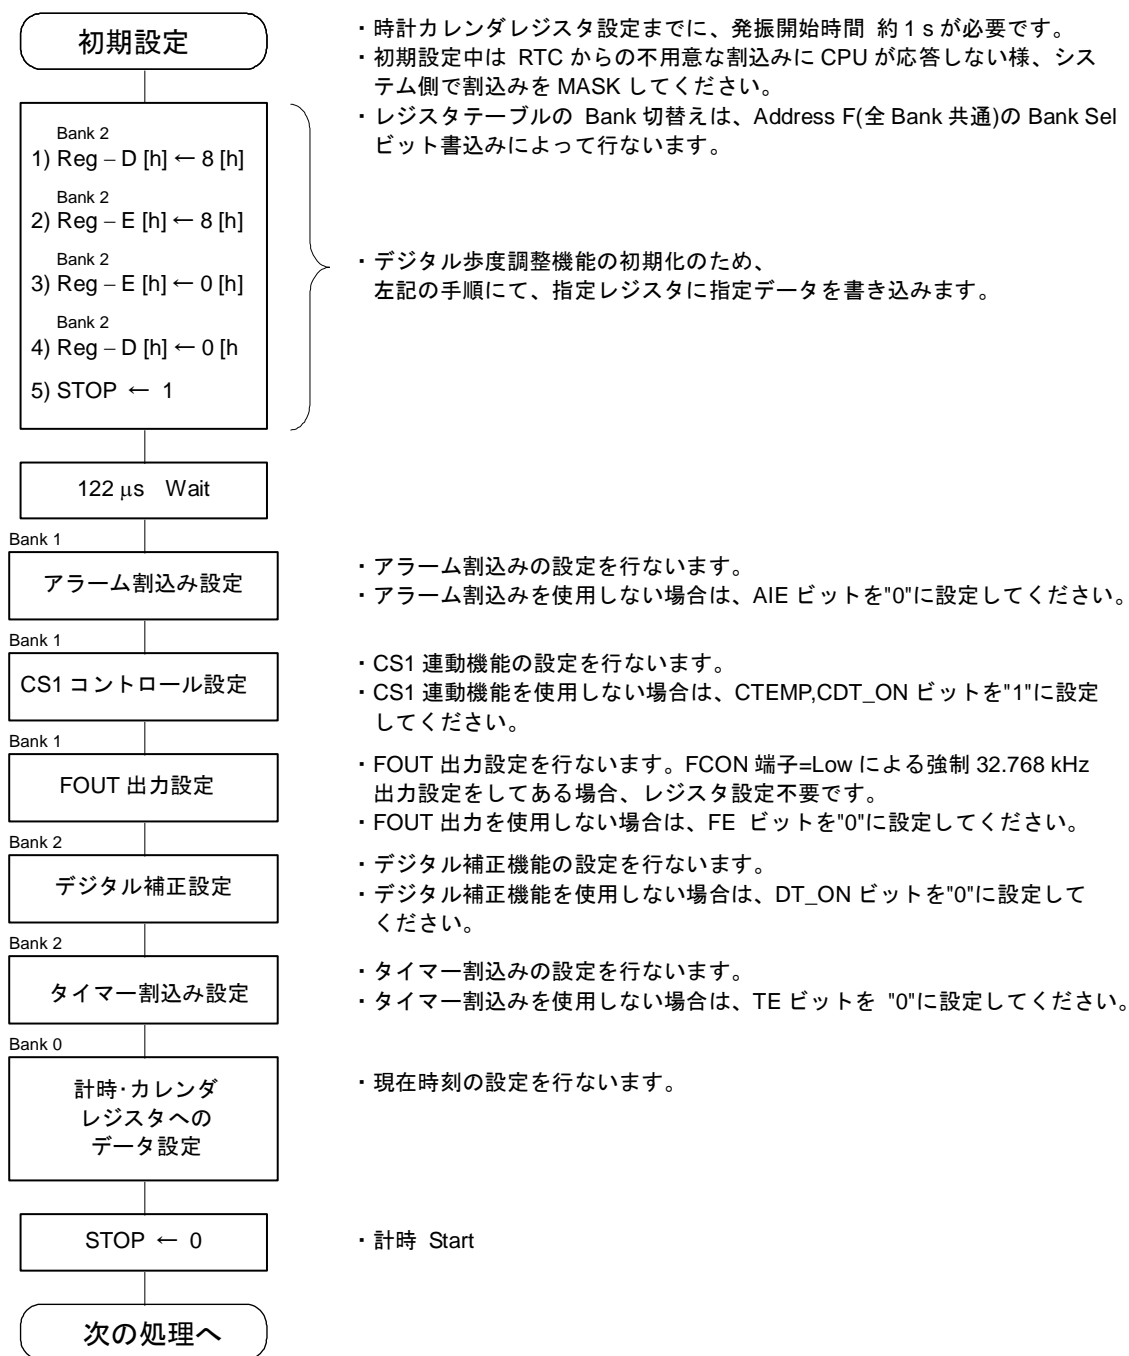 初期設定
・時計カレンダレジスタ設定までに、発振開始時間 約 1 s が必要です。
・初期設定中は RTC からの不用意な割込みに CPU が応答しない様、シス
テム側で割込みを MASK してください。
・レジスタテーブルの Bank 切替えは、Address F(全 Bank 共通)の Bank Sel
ビット書込みによって行ないます。
Bank 2
1) Reg – D [h] ← 8 [h]
Bank 2
2) Reg – E [h] ← 8 [h]
Bank 2
3) Reg – E [h] ← 0 [h]
Bank 2
4) Reg – D [h] ← 0 [h
5) STOP ← 1
・デジタル歩度調整機能の初期化のため、
左記の手順にて、指定レジスタに指定データを書き込みます。
122 μs Wait
Bank 1
アラーム割込み設定
・アラーム割込みの設定を行ないます。
・アラーム割込みを使用しない場合は、AIE ビットを"0"に設定してください。
Bank 1
CS1 コントロール設定
・CS1 連動機能の設定を行ないます。
・CS1 連動機能を使用しない場合は、CTEMP,CDT_ON ビットを"1"に設定
してください。
Bank 1
FOUT 出力設定
・FOUT 出力設定を行ないます。FCON 端子=Low による強制 32.768 kHz
出力設定をしてある場合、レジスタ設定不要です。
・FOUT 出力を使用しない場合は、FE ビットを"0"に設定してください。
Bank 2
デジタル補正設定
・デジタル補正機能の設定を行ないます。
・デジタル補正機能を使用しない場合は、DT_ON ビットを"0"に設定して
ください。
Bank 2
タイマー割込み設定
・タイマー割込みの設定を行ないます。
・タイマー割込みを使用しない場合は、TE ビットを "0"に設定してください。
Bank 0
計時･カレンダ
レジスタへの
データ設定
・現在時刻の設定を行ないます。
STOP ← 0
・計時 Start
次の処理へ